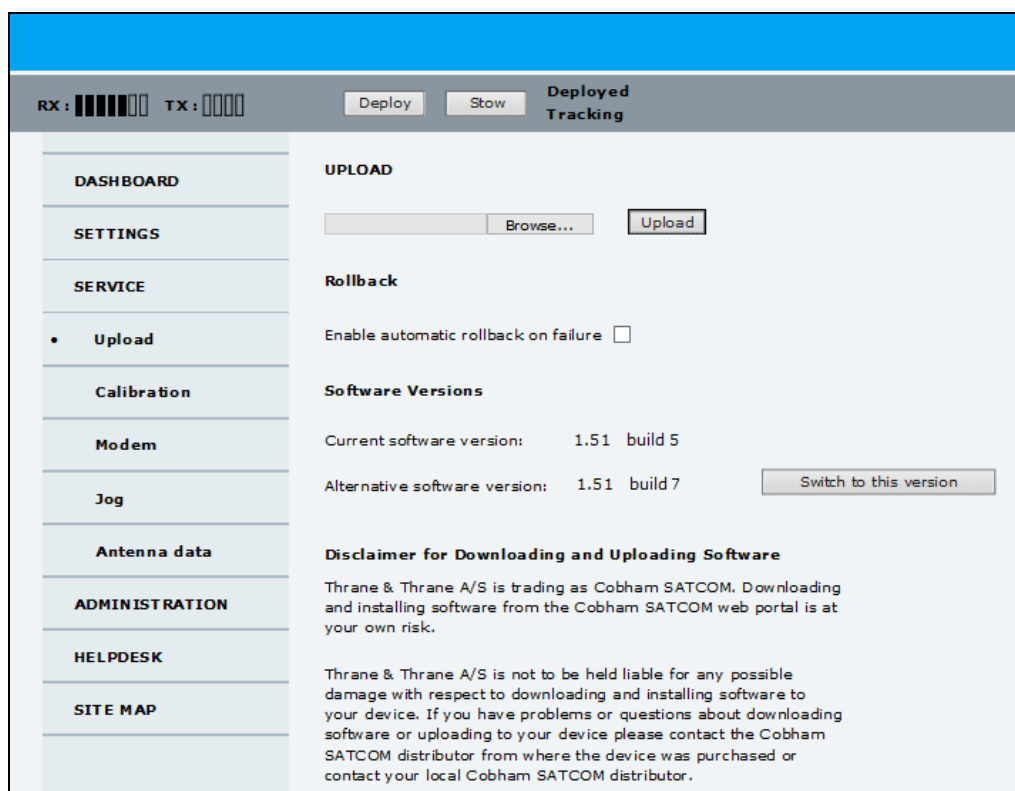 RX : TX :
Deploy
Stow
Deployed
Tracking
DASHBOARD
SETTINGS
SERVICE
• Upload
Calibration
Modem
Jog
Antenna data
ADMINISTRATION
HELPDESK
SITE MAP
UPLOAD
Browse... Upload
Rollback
Enable automatic rollback on failure
Software Versions
Current software version: 1.51 build 5
Alternative software version: 1.51 build 7 Switch to this version
Disclaimer for Downloading and Uploading Software
Thrane & Thrane A/S is trading as Cobham SATCOM. Downloading
and installing software from the Cobham SATCOM web portal is at
your own risk.
Thrane & Thrane A/S is not to be held liable for any possible
damage with respect to downloading and installing software to
your device. If you have problems or questions about downloading
software or uploading to your device please contact the Cobham
SATCOM distributor from where the device was purchased or
contact your local Cobham SATCOM distributor.